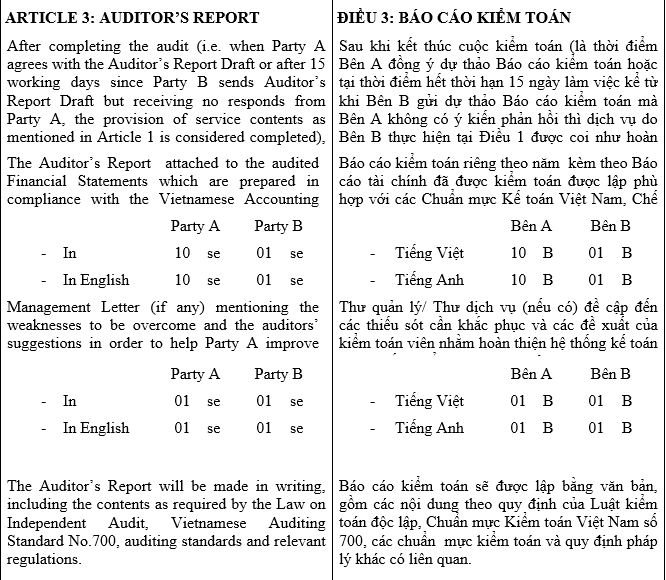 ARTICLE 3: AUDITOR'S REPORT
After completing the audit (i.e. when Party A
agrees with the Auditor's Report Draft or after 15
working days since Party B sends Auditor's
Report Draft but receiving no responds from
Party A, the provision of service contents as
mentioned in Article 1 is considered completed),
The Auditor's Report attached to the audited
Financial Statements which are prepared in
compliance with the Vietnamese Accounting
Party A Party B
- In 10 se 01 se
- In English 10 se 01 se
Management Letter (if any) mentioning the
weaknesses to be overcome and the auditors'
suggestions in order to help Party A improve
Party A Party B
- In 01 se 01 se
- In English 01 se 01 se
The Auditor's Report will be made in writing,
including the contents as required by the Law on
Independent Audit, Vietnamese Auditing
Standard No.700, auditing standards and relevant
regulations.
ĐIỀU 3: BÁO CÁO KIỂM TOÁN
Sau khi kết thúc cuộc kiểm toán (là thời điểm
Bên A đồng ý dự thảo Báo cáo kiểm toán hoặc
tại thời điểm hết thời hạn 15 ngày làm việc kể từ
khi Bên B gửi dự thảo Báo cáo kiểm toán mà
Bên A không có ý kiến phản hồi thì dịch vụ do
Bên B thực hiện tại Điều 1 được coi như hoàn
Báo cáo kiểm toán riêng theo năm kèm theo Báo
cáo tài chính đã được kiểm toán được lập phù
hợp với các Chuẩn mực Kế toán Việt Nam, Chế
Bên A Bên B
- Tiếng Việt 10 B 01 B
- Tiếng Anh 10 B 01 B
Thư quản lý/ Thư dịch vụ (nếu có) đề cập đến
các thiếu sót cần khắc phục và các đề xuất của
kiểm toán viên nhằm hoàn thiện hệ thống kế toán
Bên A Bên B
- Tiếng Việt 01 B 01 B
- Tiếng Anh 01 B 01 B
Báo cáo kiểm toán sẽ được lập bằng văn bản,
gồm các nội dung theo quy định của Luật kiểm
toán độc lập, Chuẩn mực Kiểm toán Việt Nam số
700, các chuẩn mực kiểm toán và quy định pháp
lý khác có liên quan.